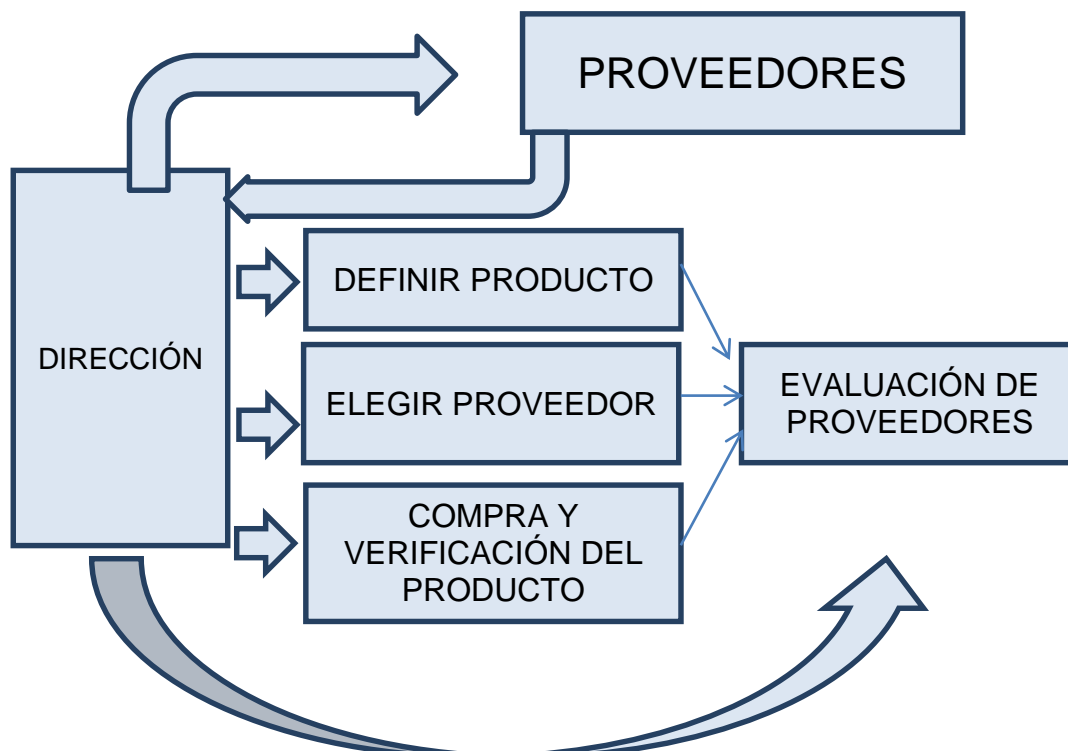 PROVEEDORES
DIRECCIÓN
DEFINIR PRODUCTO
ELEGIR PROVEEDOR
COMPRA Y
VERIFICACIÓN DEL
PRODUCTO
EVALUACIÓN DE
PROVEEDORES